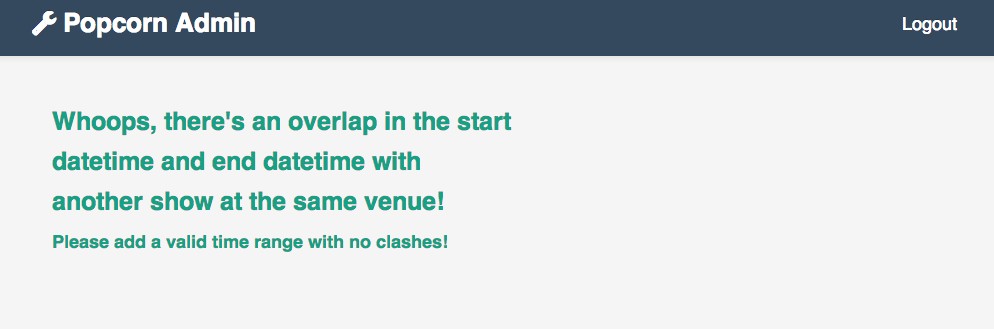 Popcorn Admin
Logout
Whoops, there's an overlap in the start
datetime and end datetime with
another show at the same venue!
Please add a valid time range with no clashes!